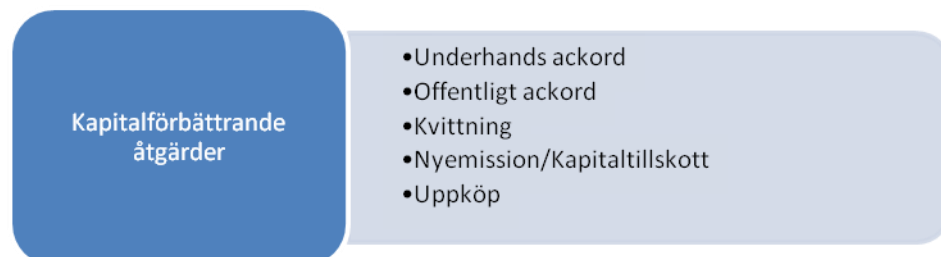 Kapitalförbättrande
åtgärder
•Underhands ackord
•Offentligt ackord
•Kvittning
•Nyemission/Kapitaltillskott
•Uppköp